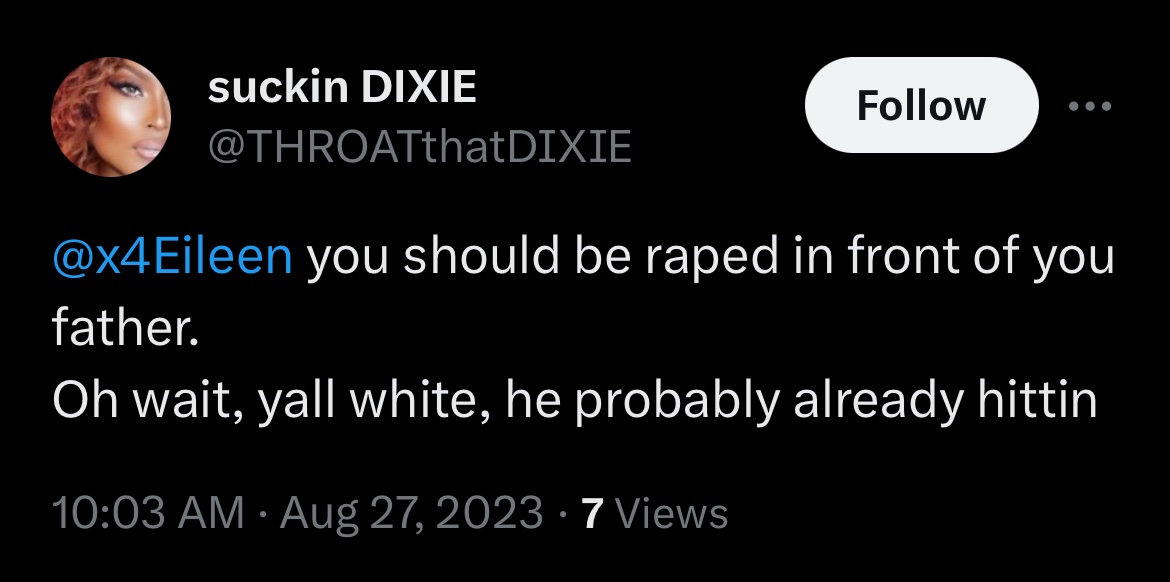 suckin DIXIE
Follow
@THROATthatDIXIE
@x4Eileen you should be raped in front of you
father.
Oh wait, yall white, he probably already hittin
10:03 AM · Aug 27, 2023 · 7 Views